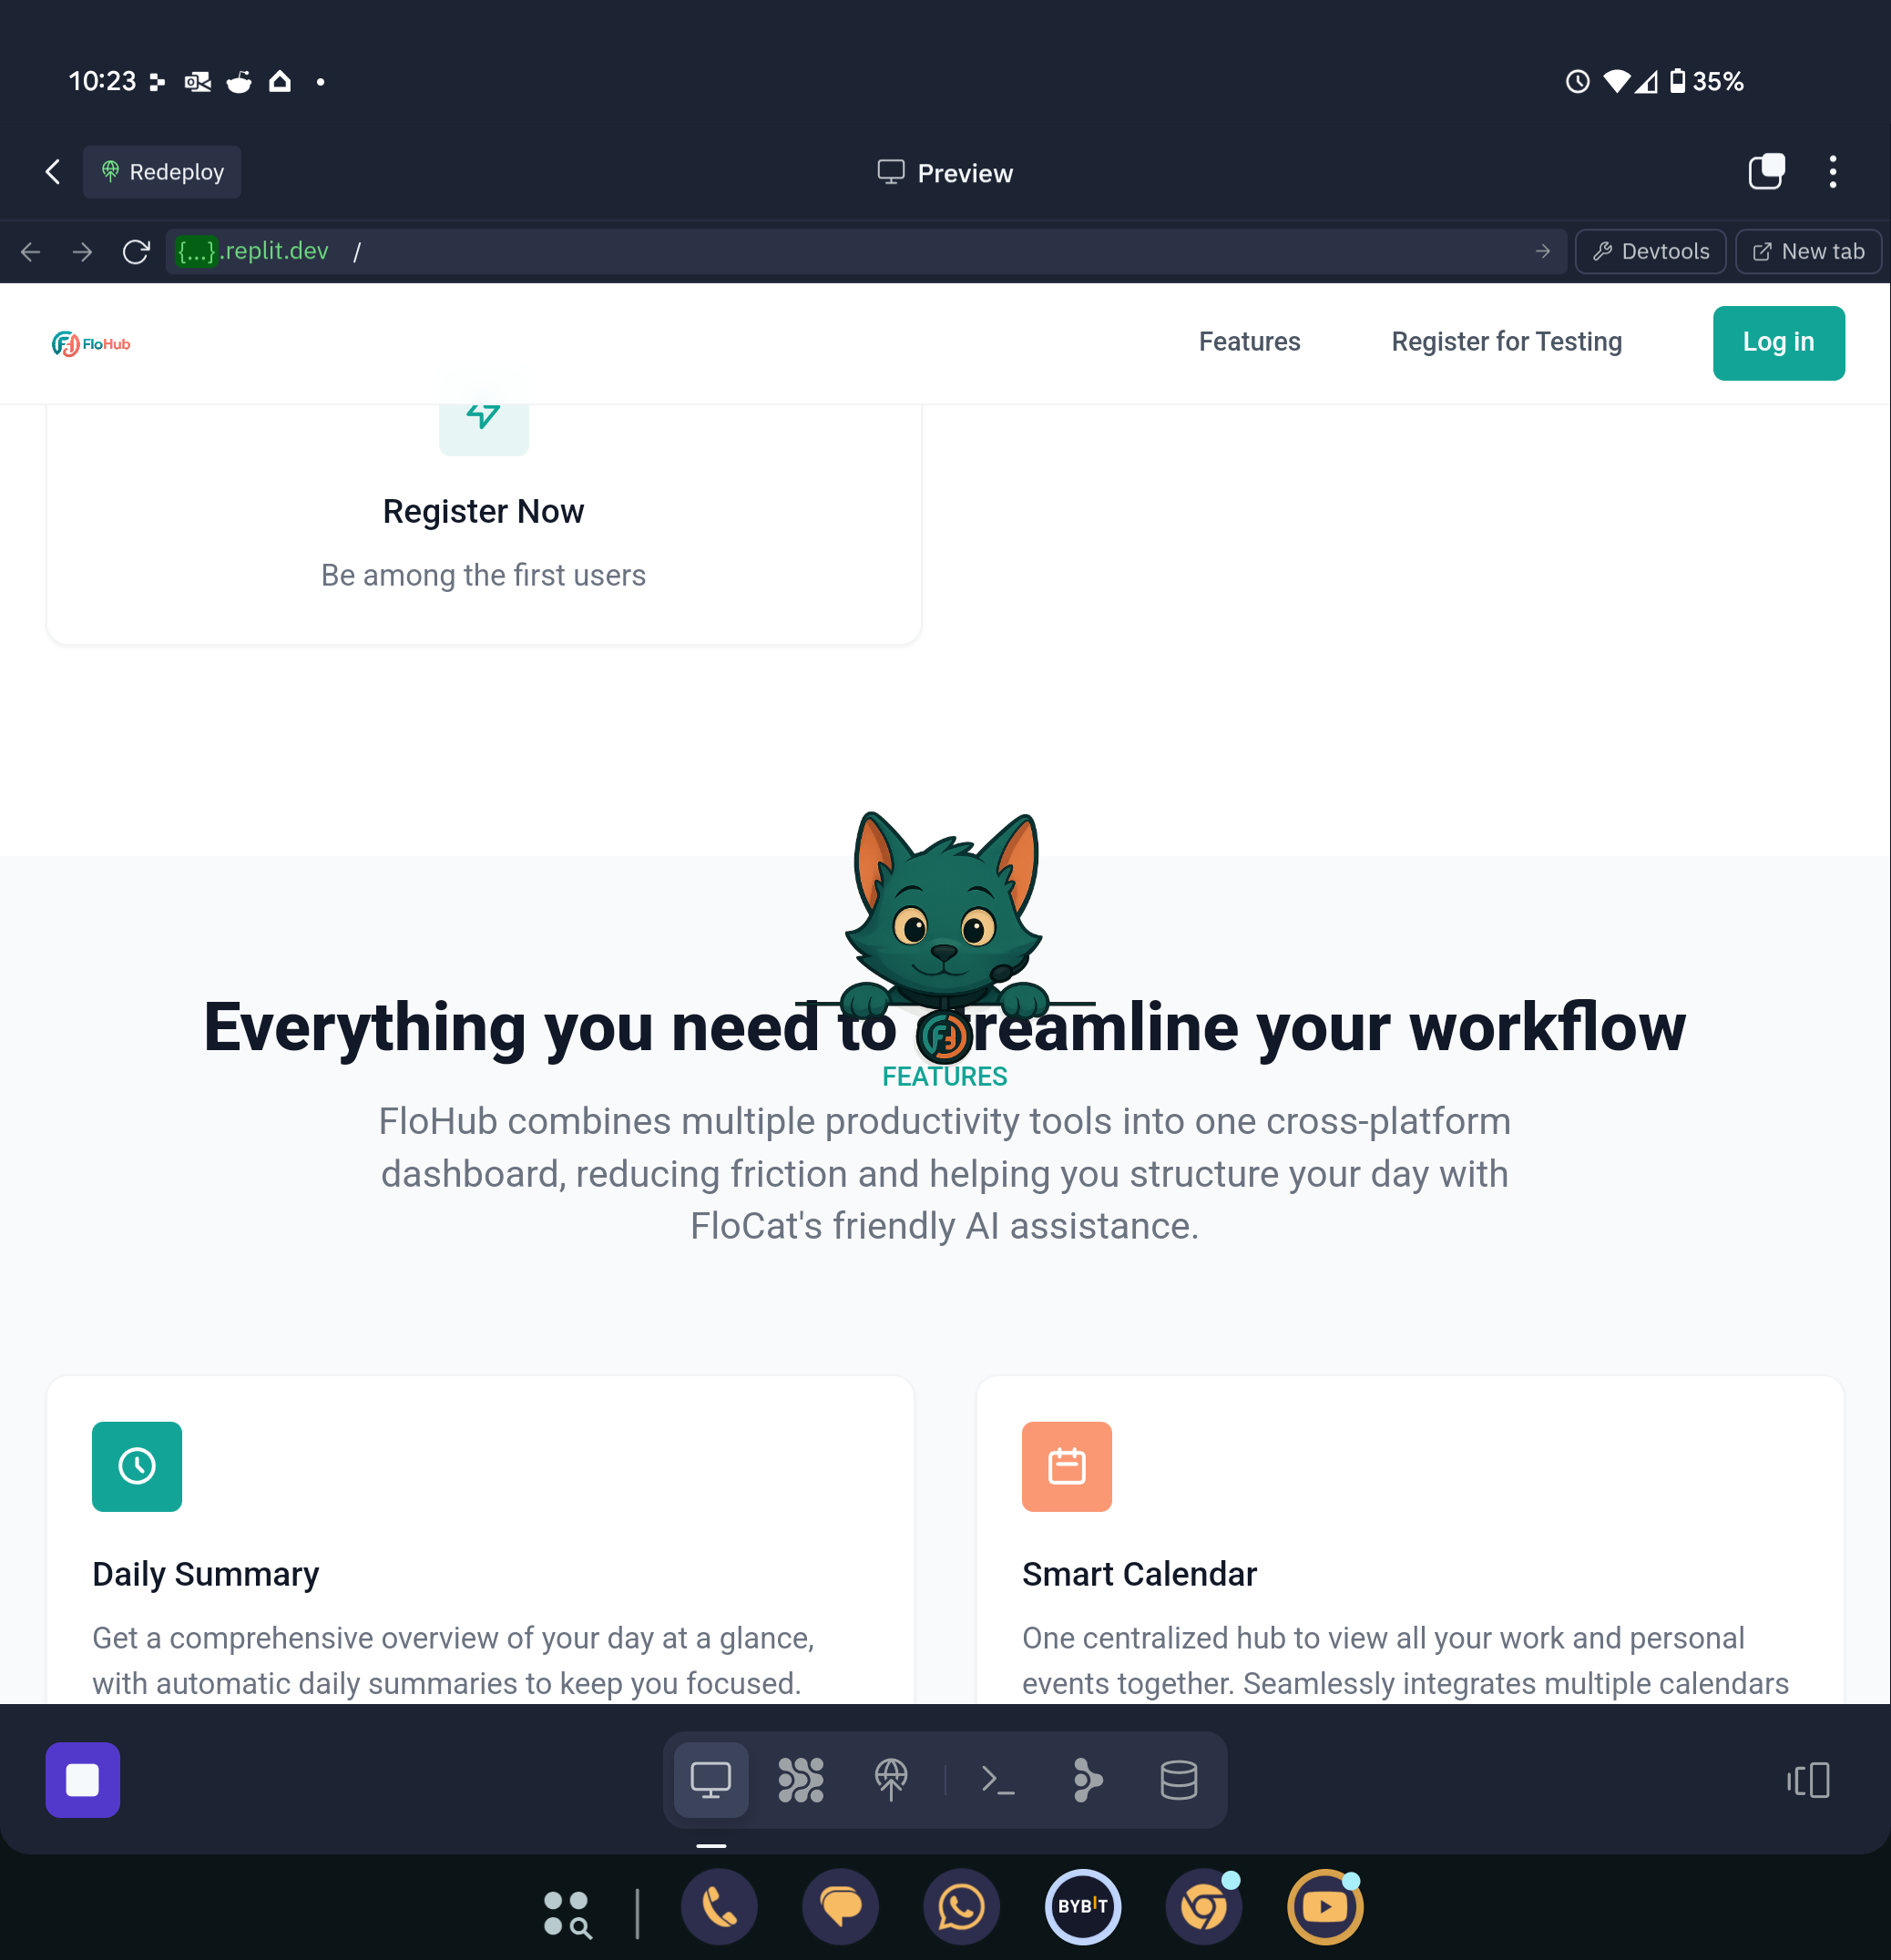 10:23
35%
Redeploy
Preview
{...}.replit.dev /
Devtools
New tab
FloHub
Features
Register for Testing
Log in
Register Now
Be among the first users
Everything you need to streamline your workflow
FEATURES
FloHub combines multiple productivity tools into one cross-platform
dashboard, reducing friction and helping you structure your day with
FloCat's friendly AI assistance.
Daily Summary
Get a comprehensive overview of your day at a glance,
with automatic daily summaries to keep you focused.
Smart Calendar
One centralized hub to view all your work and personal
events together. Seamlessly integrates multiple calendars
BYBIT